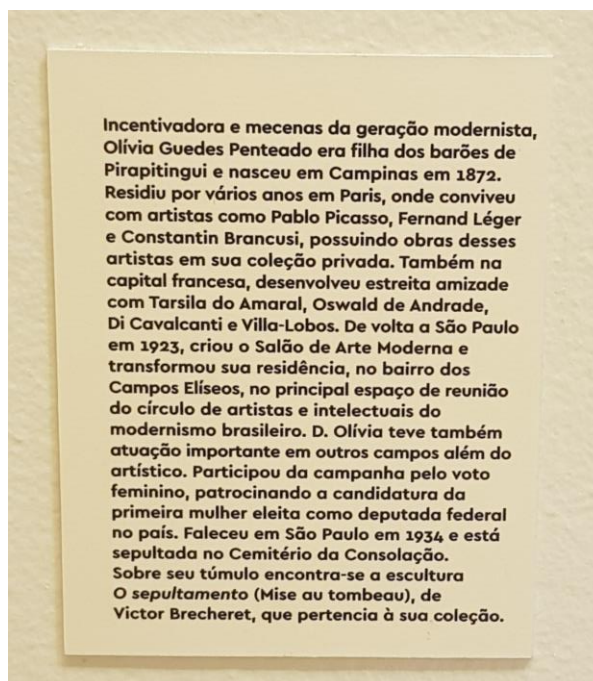 Incentivadora e mecenas da geração modernista,
Olívia Guedes Penteado era filha dos barões de
Pirapitingui e nasceu em Campinas em 1872.
Residiu por vários anos em Paris, onde conviveu
com artistas como Pablo Picasso, Fernand Léger
e Constantin Brancusi, possuindo obras desses
artistas em sua coleção privada. Também na
capital francesa, desenvolveu estreita amizade
com Tarsila do Amaral, Oswald de Andrade,
Di Cavalcanti e Villa-Lobos. De volta a São Paulo
em 1923, criou o Salão de Arte Moderna e
transformou sua residência, no bairro dos
Campos Elíseos, no principal espaço de reunião
do círculo de artistas e intelectuais do
modernismo brasileiro. D. Olívia teve também
atuação importante em outros campos além do
artístico. Participou da campanha pelo voto
feminino, patrocinando a candidatura da
primeira mulher eleita como deputada federal
no país. Faleceu em São Paulo em 1934 e está
sepultada no Cemitério da Consolação.
Sobre seu túmulo encontra-se a escultura
O sepultamento (Mise au tombeau), de
Victor Brecheret, que pertencia à sua coleção.